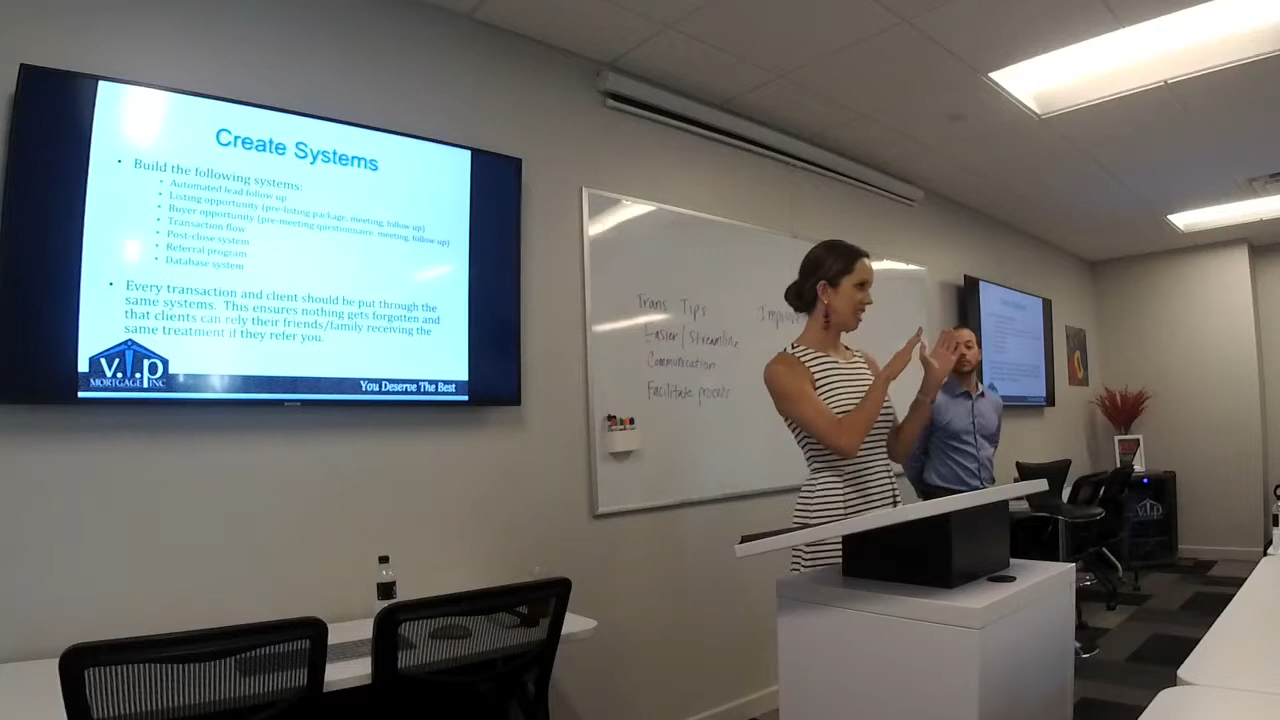 Create Systems
• Build the following systems:
• Automated lead follow up
• Listing opportunity (pre-listing package, meeting, follow up)
• Buyer opportunity (pre-meeting questionnaire, meeting, follow up)
• Transaction flow
• Post-close system
• Referral program
• Database system
• Every transaction and client should be put through the
same systems. This ensures nothing gets forgotten and
that clients can rely their friends/family receiving the
same treatment if they refer you.
v.i.p
MORTGAGE INC
You Deserve The Best
Trans Tips
Easier/Streamline
Communication
Facilitate process
Improve
v.i.p